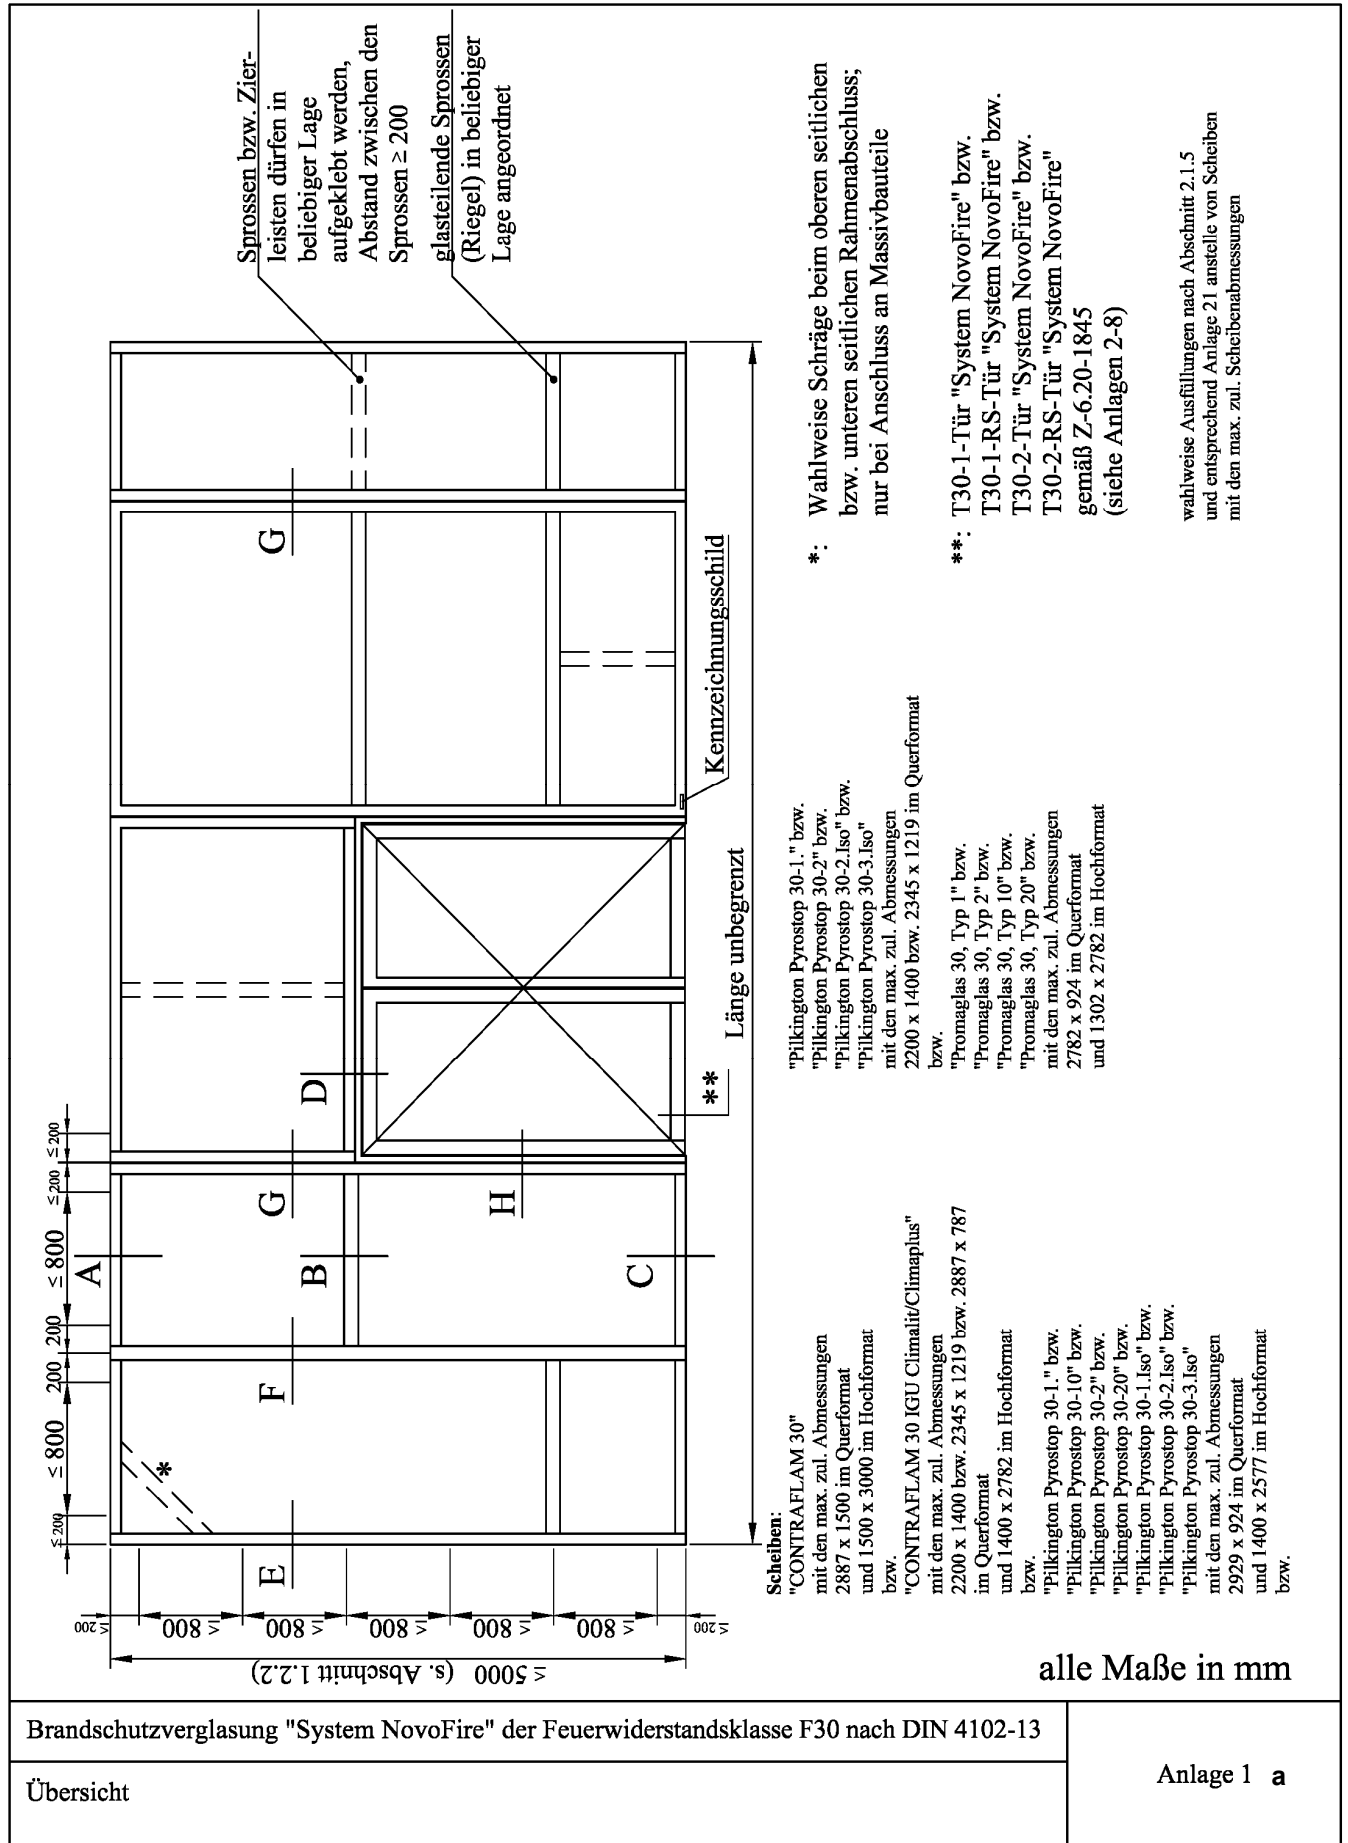 ≤ 5000 (s. Abschnitt 1.2.2)
≤ 200
≤ 800
≤ 800
≤ 800
≤ 800
≤ 800
≤ 200
≤ 200
≤ 800
200
200
≤ 800
≤ 200
≤ 200
A
B
C
D
E
F
G
G
H
*
**
Länge unbegrenzt
Kennzeichnungsschild
Sprossen bzw. Zier-
leisten dürfen in
beliebiger Lage
aufgeklebt werden,
Abstand zwischen den
Sprossen ≥ 200
glasteilende Sprossen
(Riegel) in beliebiger
Lage angeordnet
Scheiben:
"CONTRAFLAM 30"
mit den max. zul. Abmessungen
2887 x 1500 im Querformat
und 1500 x 3000 im Hochformat
bzw.
"CONTRAFLAM 30 IGU Climalit/Climaplus"
mit den max. zul. Abmessungen
2200 x 1400 bzw. 2345 x 1219 bzw. 2887 x 787
im Querformat
und 1400 x 2782 im Hochformat
bzw.
"Pilkington Pyrostop 30-1." bzw.
"Pilkington Pyrostop 30-10" bzw.
"Pilkington Pyrostop 30-2" bzw.
"Pilkington Pyrostop 30-20" bzw.
"Pilkington Pyrostop 30-1.Iso" bzw.
"Pilkington Pyrostop 30-2.Iso" bzw.
"Pilkington Pyrostop 30-3.Iso"
mit den max. zul. Abmessungen
2929 x 924 im Querformat
und 1400 x 2577 im Hochformat
bzw.
"Pilkington Pyrostop 30-1." bzw.
"Pilkington Pyrostop 30-2" bzw.
"Pilkington Pyrostop 30-2.Iso" bzw.
"Pilkington Pyrostop 30-3.Iso"
mit den max. zul. Abmessungen
2200 x 1400 bzw. 2345 x 1219 im Querformat
bzw.
"Promaglas 30, Typ 1" bzw.
"Promaglas 30, Typ 2" bzw.
"Promaglas 30, Typ 10" bzw.
"Promaglas 30, Typ 20" bzw.
mit den max. zul. Abmessungen
2782 x 924 im Querformat
und 1302 x 2782 im Hochformat
*: Wahlweise Schräge beim oberen seitlichen
bzw. unteren seitlichen Rahmenabschluss;
nur bei Anschluss an Massivbauteile
**: T30-1-Tür "System NovoFire" bzw.
T30-1-RS-Tür "System NovoFire" bzw.
T30-2-Tür "System NovoFire" bzw.
T30-2-RS-Tür "System NovoFire"
gemäß Z-6.20-1845
(siehe Anlagen 2-8)
wahlweise Ausfüllungen nach Abschnitt 2.1.5
und entsprechend Anlage 21 anstelle von Scheiben
mit den max. zul. Scheibenabmessungen
alle Maße in mm
Brandschutzverglasung "System NovoFire" der Feuerwiderstandsklasse F30 nach DIN 4102-13
Übersicht
Anlage 1 a